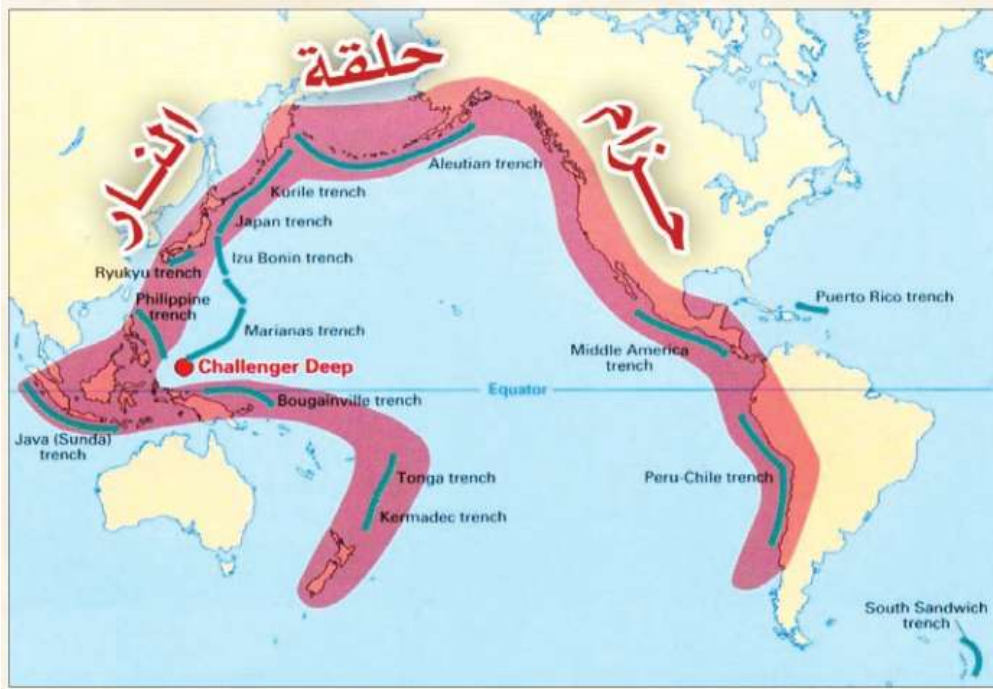 حزام
حلقة
النار
Aleutian trench
Kurile trench
Japan trench
Izu Bonin trench
Ryukyu trench
Philippine
trench
Marianas trench
Challenger Deep
Puerto Rico trench
Middle America
trench
Equator
Bougainville trench
Java (Sunda)
trench
Tonga trench
Kermadec trench
Peru-Chile trench
South Sandwich
trench